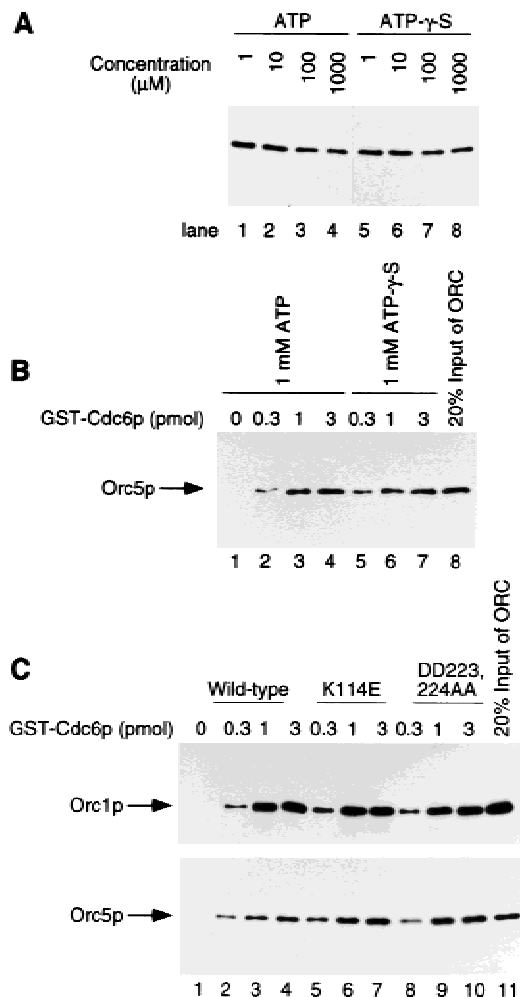 A
ATP ATP-γ-S
Concentration (µM)
1 10 100 1000 1 10 100 1000
lane 1 2 3 4 5 6 7 8
B
1 mM ATP 1 mM ATP-γ-S 20% Input of ORC
GST-Cdc6p (pmol) 0 0.3 1 3 0.3 1 3
Orc5p
1 2 3 4 5 6 7 8
C
Wild-type K114E DD223, 224AA 20% Input of ORC
GST-Cdc6p (pmol) 0 0.3 1 3 0.3 1 3 0.3 1 3
Orc1p
Orc5p
1 2 3 4 5 6 7 8 9 10 11